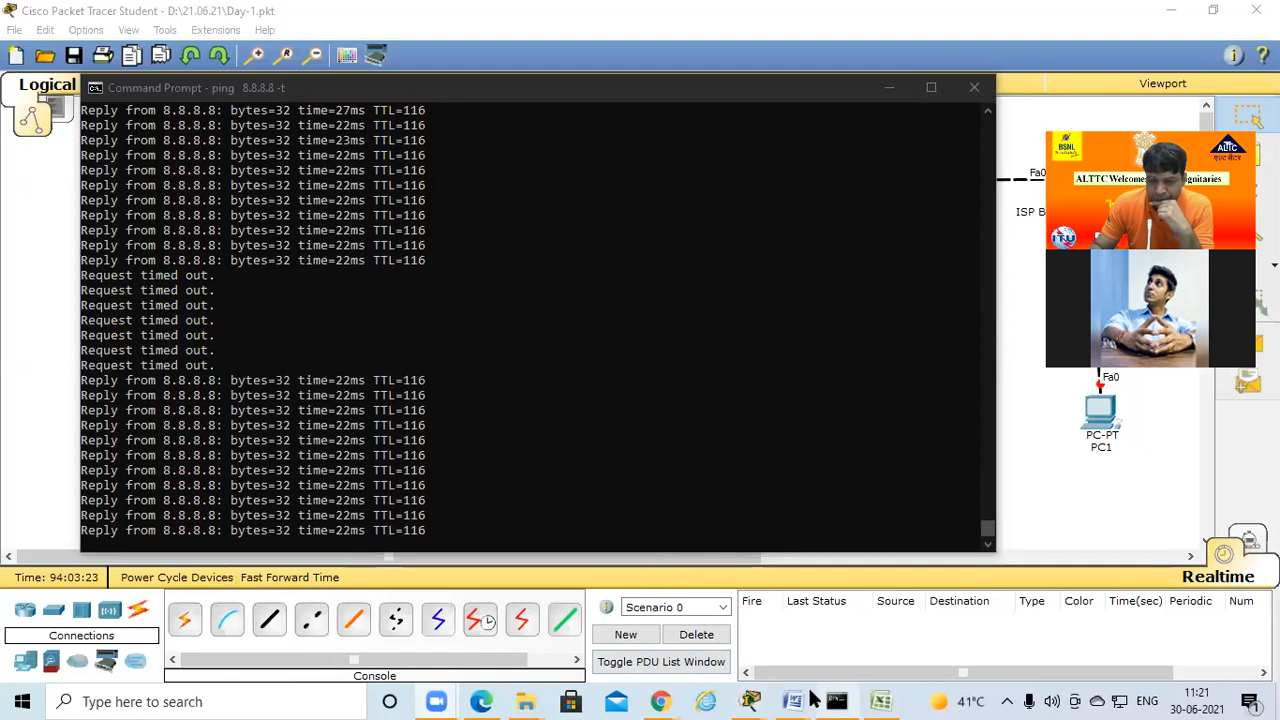 Cisco Packet Tracer Student - D:\21.06.21\Day-1.pkt
File Edit Options View Tools Extensions Help
Logical
Viewport
Command Prompt - ping 8.8.8.8 -t
Reply from 8.8.8.8: bytes=32 time=27ms TTL=116
Reply from 8.8.8.8: bytes=32 time=22ms TTL=116
Reply from 8.8.8.8: bytes=32 time=23ms TTL=116
Reply from 8.8.8.8: bytes=32 time=22ms TTL=116
Reply from 8.8.8.8: bytes=32 time=22ms TTL=116
Reply from 8.8.8.8: bytes=32 time=22ms TTL=116
Reply from 8.8.8.8: bytes=32 time=22ms TTL=116
Reply from 8.8.8.8: bytes=32 time=22ms TTL=116
Reply from 8.8.8.8: bytes=32 time=22ms TTL=116
Reply from 8.8.8.8: bytes=32 time=22ms TTL=116
Reply from 8.8.8.8: bytes=32 time=22ms TTL=116
Request timed out.
Request timed out.
Request timed out.
Request timed out.
Request timed out.
Request timed out.
Request timed out.
Reply from 8.8.8.8: bytes=32 time=22ms TTL=116
Reply from 8.8.8.8: bytes=32 time=22ms TTL=116
Reply from 8.8.8.8: bytes=32 time=22ms TTL=116
Reply from 8.8.8.8: bytes=32 time=22ms TTL=116
Reply from 8.8.8.8: bytes=32 time=22ms TTL=116
Reply from 8.8.8.8: bytes=32 time=22ms TTL=116
Reply from 8.8.8.8: bytes=32 time=22ms TTL=116
Reply from 8.8.8.8: bytes=32 time=22ms TTL=116
Reply from 8.8.8.8: bytes=32 time=22ms TTL=116
Reply from 8.8.8.8: bytes=32 time=22ms TTL=116
Reply from 8.8.8.8: bytes=32 time=22ms TTL=116
BSNL
ALTTC
एल्ट सेंटर
Fa0
ALTTC Welcomes
ignitaries
ISP B
ITU
Fa0
PC-PT
PC1
Time: 94:03:23 Power Cycle Devices Fast Forward Time
Realtime
Connections
Console
Scenario 0
New Delete
Toggle PDU List Window
Fire Last Status Source Destination Type Color Time(sec) Periodic Num
Type here to search
41°C
ENG
11:21
30-06-2021